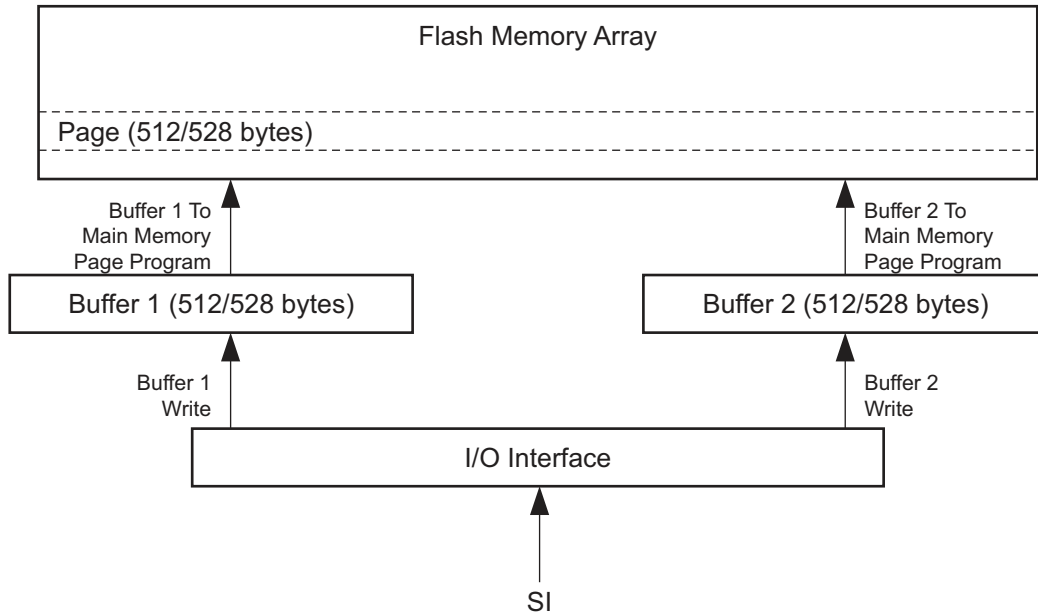 Flash Memory Array
Page (512/528 bytes)
Buffer 1 To
Main Memory
Page Program
Buffer 2 To
Main Memory
Page Program
Buffer 1 (512/528 bytes)
Buffer 2 (512/528 bytes)
Buffer 1
Write
Buffer 2
Write
I/O Interface
SI